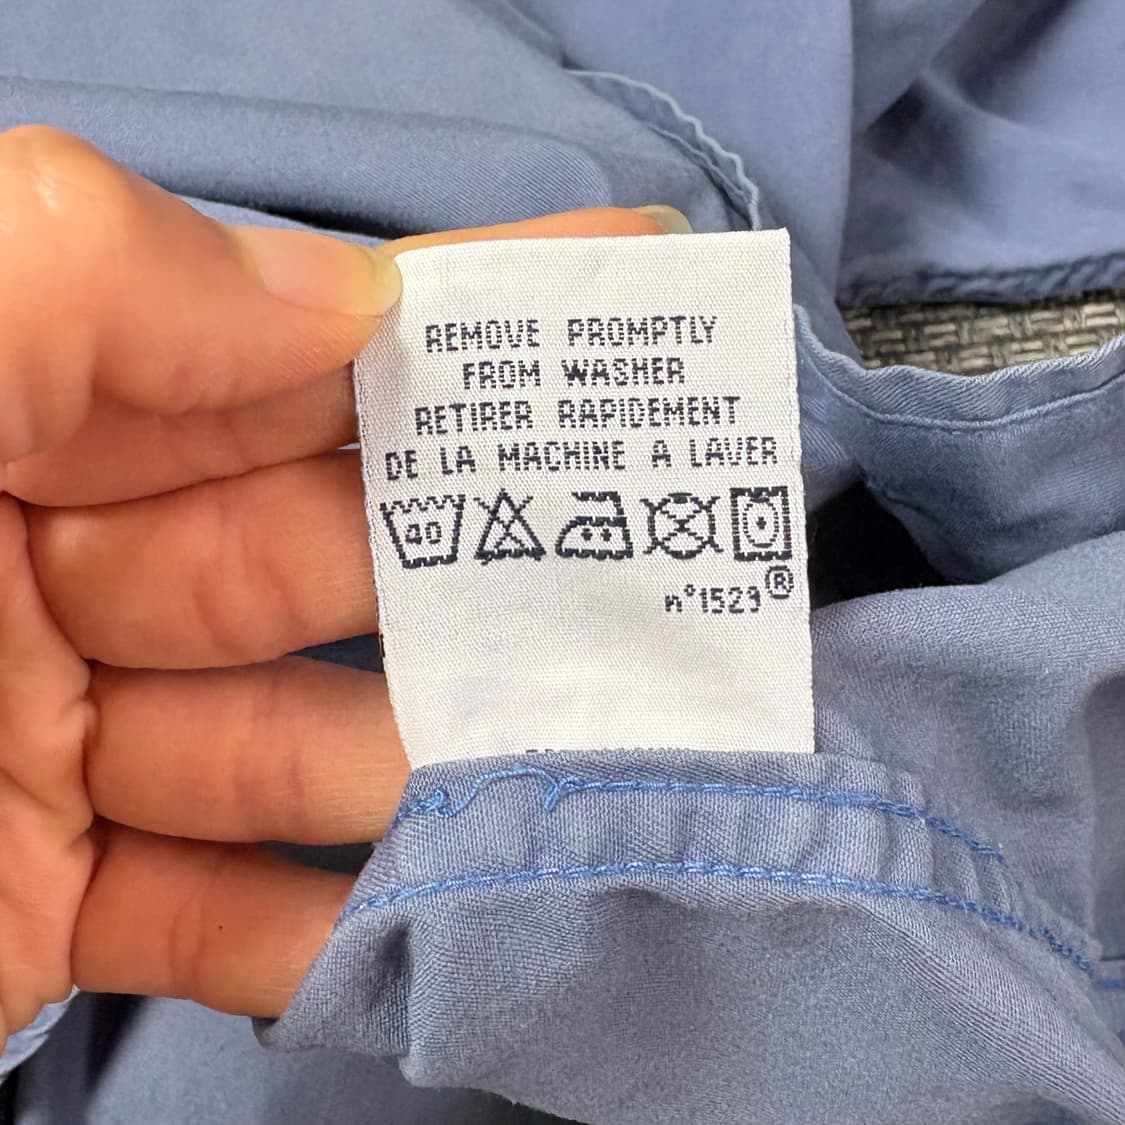 REMOVE PROMPTLY
FROM WASHER
RETIRER RAPIDEMENT
DE LA MACHINE A LAVER
40
n°1529®